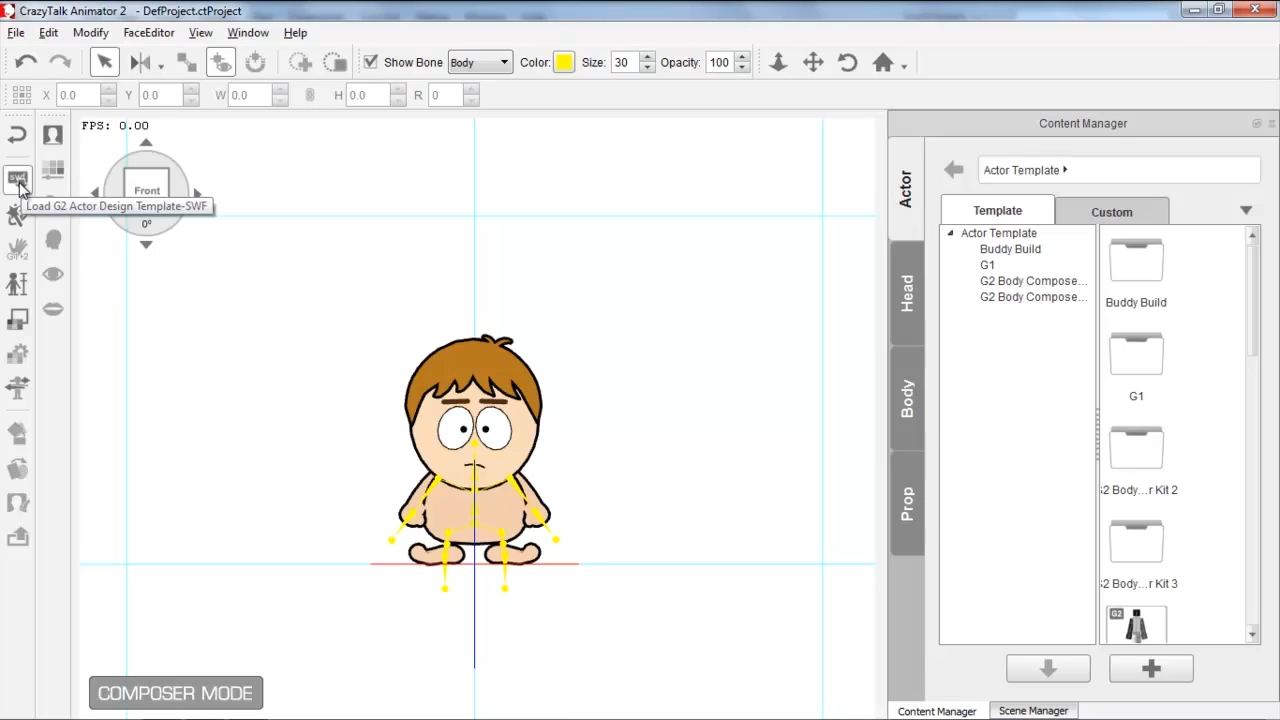 CrazyTalk Animator 2 - DefProject.ctProject
File Edit Modify FaceEditor View Window Help
Show Bone Body Color: Size: 30 Opacity: 100
X 0.0 Y 0.0 W 0.0 H 0.0 R 0
FPS: 0.00
Front
0°
swf
Load G2 Actor Design Template-SWF
COMPOSER MODE
Content Manager
Actor
Head
Body
Prop
Actor Template
Template Custom
Actor Template
Buddy Build
G1
G2 Body Compose...
G2 Body Compose...
Buddy Build
G1
G2 Body...r Kit 2
G2 Body...r Kit 3
G2
Content Manager Scene Manager